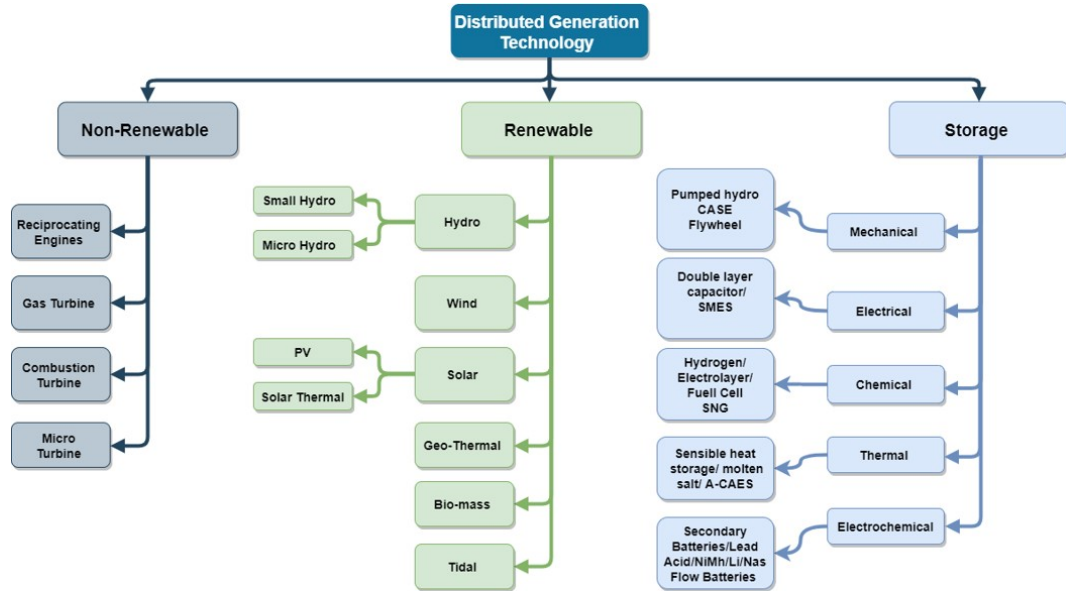 Distributed Generation
Technology
Non-Renewable
Renewable
Storage
Reciprocating
Engines
Gas Turbine
Combustion
Turbine
Micro
Turbine
Small Hydro
Micro Hydro
Hydro
Wind
PV
Solar Thermal
Solar
Geo-Thermal
Bio-mass
Tidal
Pumped hydro
CASE
Flywheel
Mechanical
Double layer
capacitor/
SMES
Electrical
Hydrogen/
Electrolayer/
Fuell Cell
SNG
Chemical
Sensible heat
storage/ molten
salt/ A-CAES
Thermal
Secondary
Batteries/Lead
Acid/NiMh/Li/Nas
Flow Batteries
Electrochemical